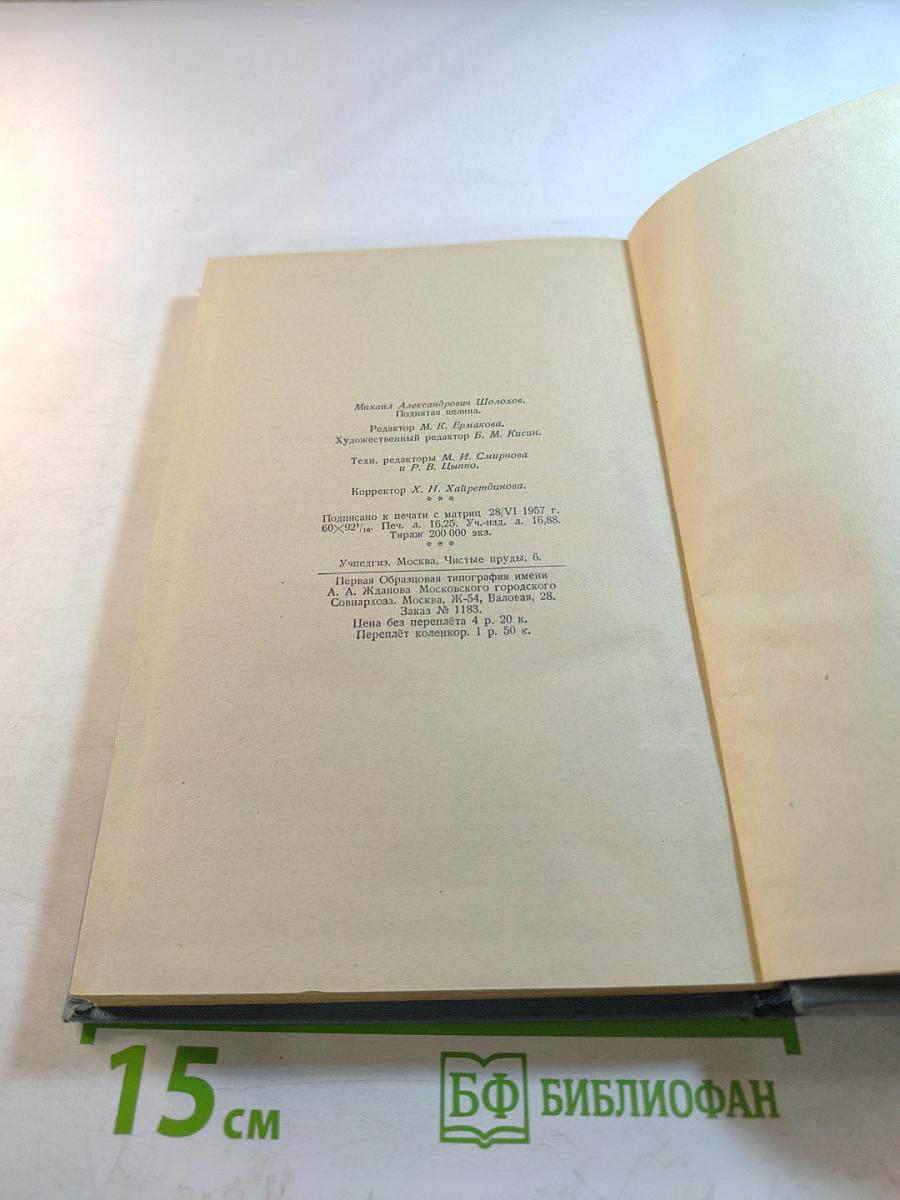 Михаил Александрович Шолохов.
Поднятая целина.
Редактор М. К. Ермакова.
Художественный редактор Б. М. Кисин.
Техн. редакторы М. И. Смирнова
и Р. В. Цыппо.
Корректор Х. Н. Хайретдинова.
* * *
Подписано к печати с матриц 28/VI 1957 г.
60×92¹/₁₆. Печ. л. 16,25. Уч.-изд. л. 16,88.
Тираж 200 000 экз.
* * *
Учпедгиз. Москва, Чистые пруды, 6.
Первая Образцовая типография имени
А. А. Жданова Московского городского
Совнархоза. Москва, Ж-54, Валовая, 28.
Заказ № 1183.
Цена без переплёта 4 р. 20 к.
Переплёт коленкор. 1 р. 50 к.
15 см
БФ БИБЛИОФАН